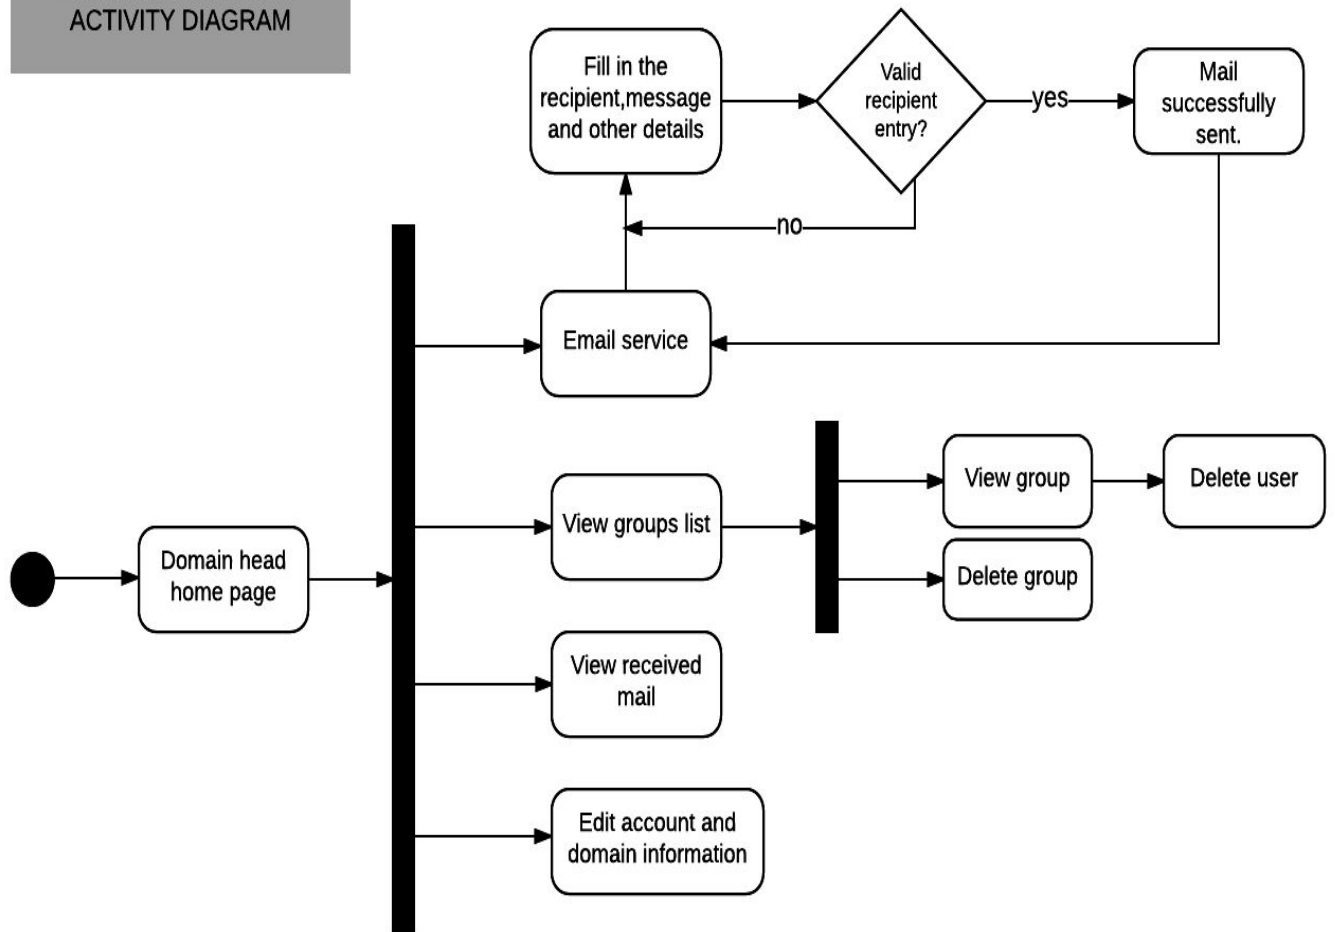 ACTIVITY DIAGRAM
Fill in the
recipient,message
and other details
Valid
recipient
entry?
yes
Mail
successfully
sent.
no
Email service
View groups list
View group
Delete user
Delete group
Domain head
home page
View received
mail
Edit account and
domain information